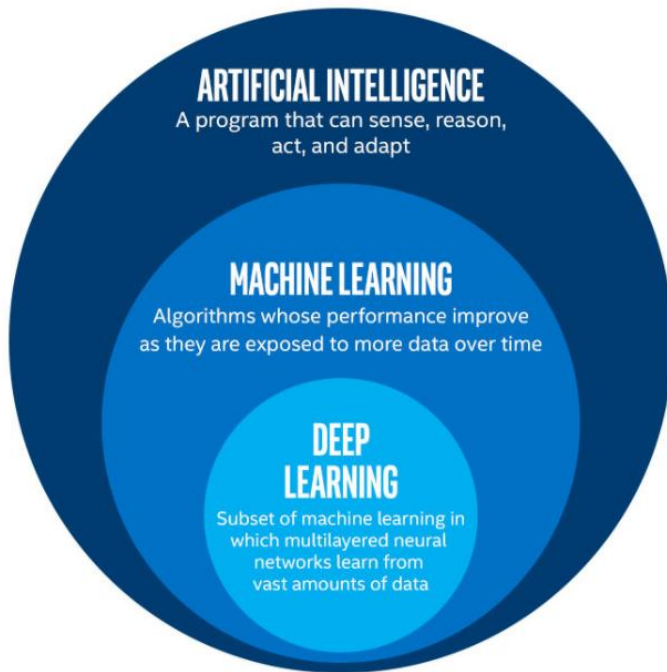 ARTIFICIAL INTELLIGENCE
A program that can sense, reason,
act, and adapt
MACHINE LEARNING
Algorithms whose performance improve
as they are exposed to more data over time
DEEP
LEARNING
Subset of machine learning in
which multilayered neural
networks learn from
vast amounts of data